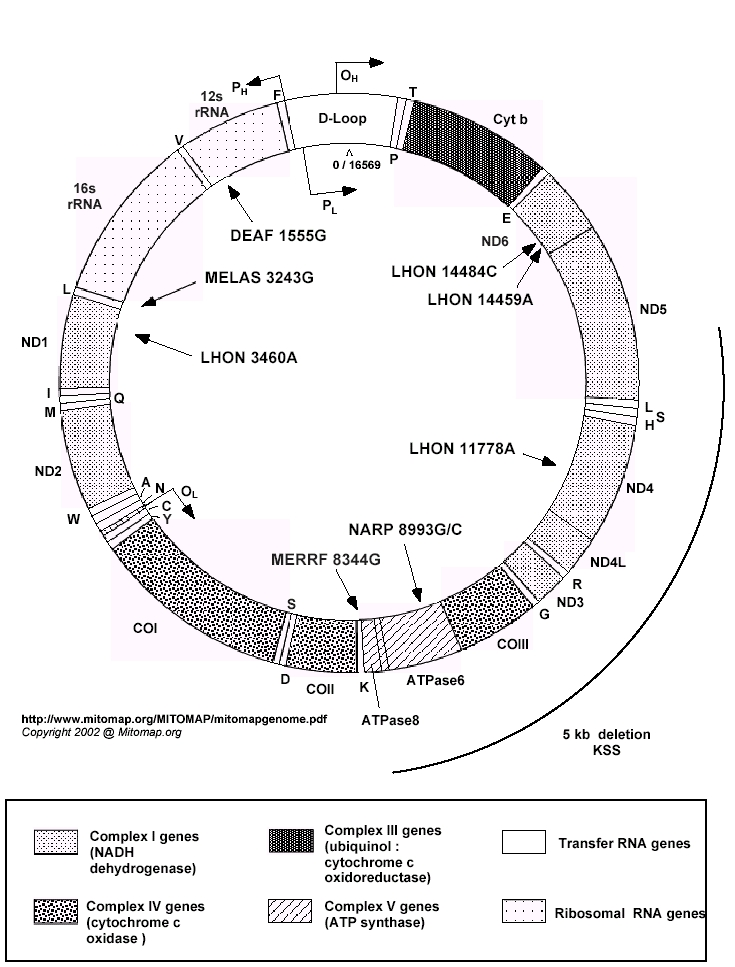 O_H
P_H
F
T
12s
rRNA
D-Loop
Cyt b
V
P
^
0 / 16569
16s
rRNA
P_L
E
DEAF 1555G
ND6
LHON 14484C
MELAS 3243G
L
LHON 14459A
ND5
ND1
LHON 3460A
I
Q
M
L
S
H
LHON 11778A
ND2
ND4
A
N
O_L
C
W
Y
NARP 8993G/C
MERRF 8344G
ND4L
R
ND3
S
G
COI
COIII
D
COII
K
ATPase6
ATPase8
http://www.mitomap.org/MITOMAP/mitomapgenome.pdf
Copyright 2002 @ Mitomap.org
5 kb deletion
KSS
Complex I genes
(NADH
dehydrogenase)
Complex III genes
(ubiquinol :
cytochrome c
oxidoreductase)
Transfer RNA genes
Complex IV genes
(cytochrome c
oxidase )
Complex V genes
(ATP synthase)
Ribosomal RNA genes